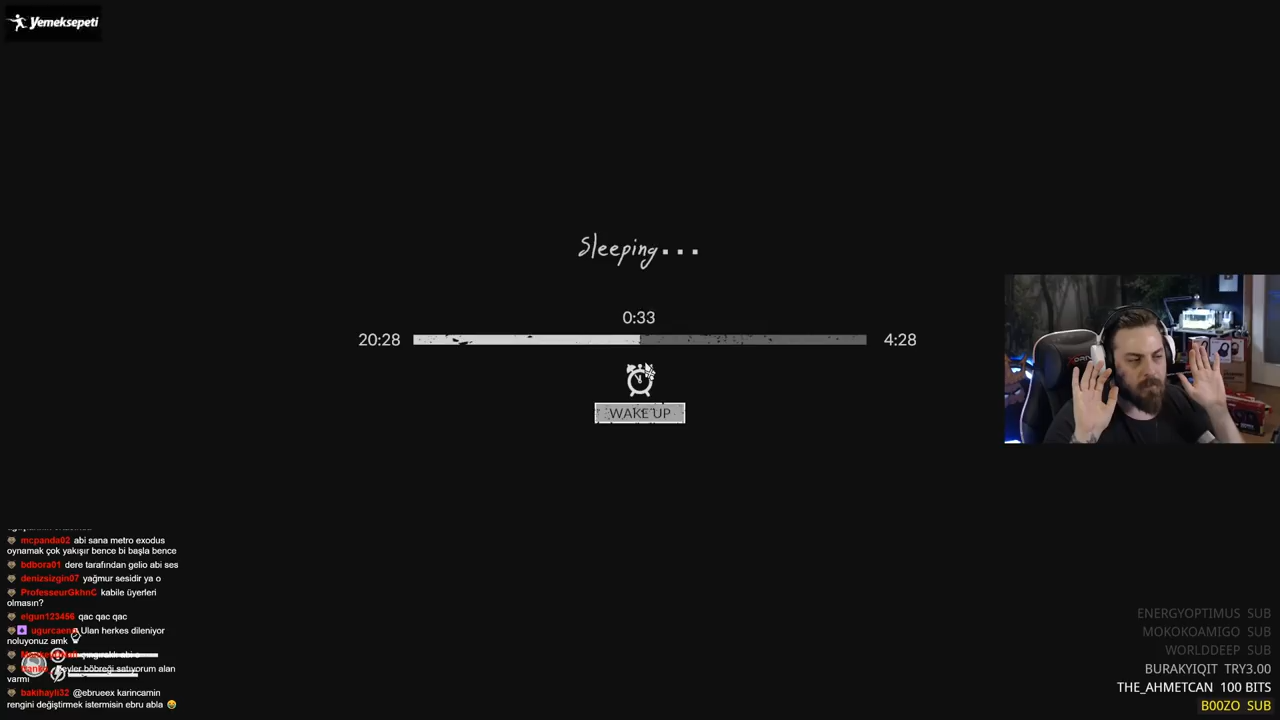 Yemeksepeti
Sleeping...
0:33
20:28
4:28
WAKE UP
mcpanda02 abi sana metro exodus
oynamak çok yakışır bence bi başla bence
bdbora01 dere tarafından gelio abi ses
denizsizgin07 yağmur sesidir ya o
ProfesseurGkhnC kabile üyerleri
olmasın?
elgun123456 qac qac qac
Ulan herkes dileniyor
noluyonuz amk
böbreği satıyorum alan
varmı
bakihayli32 @ebrueex karincamin
rengini değiştirmek istermisin ebru abla
ENERGYOPTIMUS SUB
MOKOKOAMIGO SUB
WORLDDEEP SUB
BURAKYIQIT TRY3.00
THE_AHMETCAN 100 BITS
B00ZO SUB